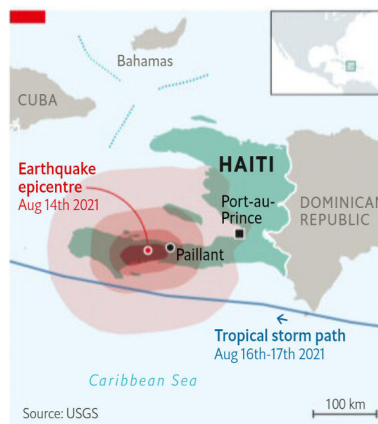 Bahamas
CUBA
Earthquake
epicentre
Aug 14th 2021
HAITI
Port-au-
Prince
DOMINICAN
REPUBLIC
Paillant
Tropical storm path
Aug 16th-17th 2021
Caribbean Sea
100 km
Source: USGS